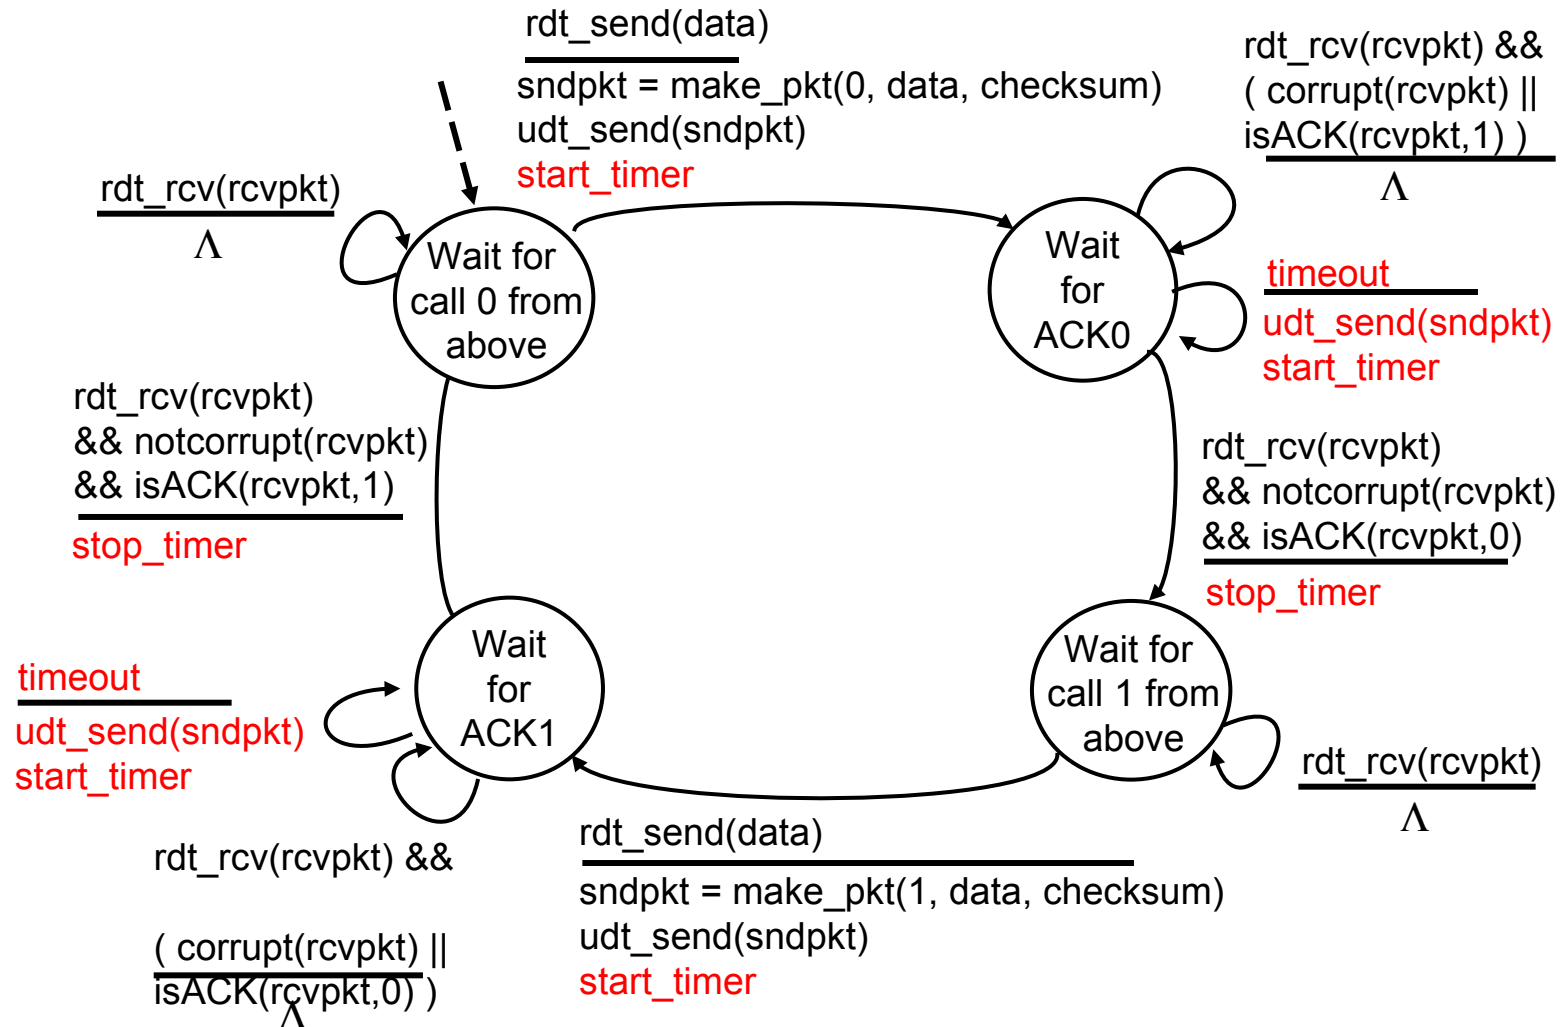 rdt_send(data)
sndpkt = make_pkt(0, data, checksum)
udt_send(sndpkt)
start_timer
rdt_rcv(rcvpkt) &&
( corrupt(rcvpkt) ||
isACK(rcvpkt,1) )
Λ
rdt_rcv(rcvpkt)
Λ
Wait for
call 0 from
above
Wait
for
ACK0
timeout
udt_send(sndpkt)
start_timer
rdt_rcv(rcvpkt)
&& notcorrupt(rcvpkt)
&& isACK(rcvpkt,1)
stop_timer
rdt_rcv(rcvpkt)
&& notcorrupt(rcvpkt)
&& isACK(rcvpkt,0)
stop_timer
Wait
for
ACK1
Wait for
call 1 from
above
timeout
udt_send(sndpkt)
start_timer
rdt_rcv(rcvpkt)
Λ
rdt_rcv(rcvpkt) &&
( corrupt(rcvpkt) ||
isACK(rcvpkt,0) )
Λ
rdt_send(data)
sndpkt = make_pkt(1, data, checksum)
udt_send(sndpkt)
start_timer